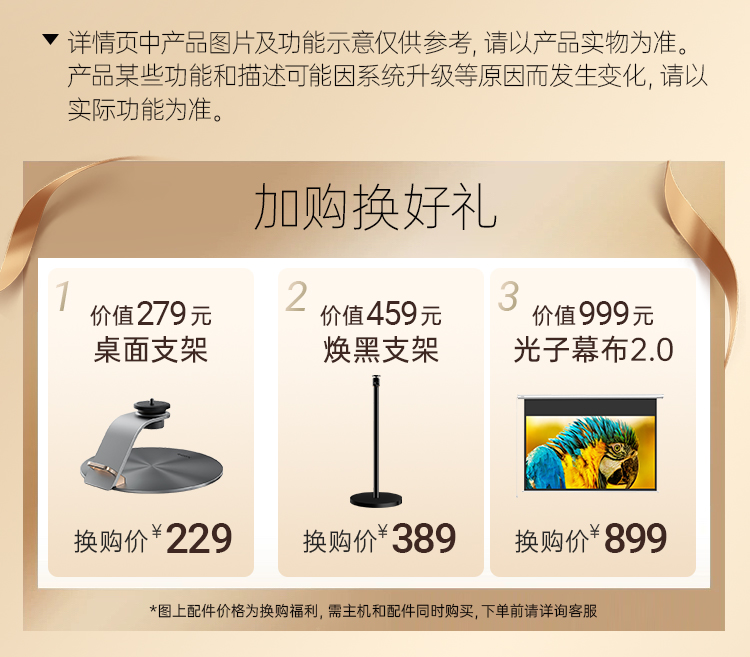 ▼ 详情页中产品图片及功能示意仅供参考, 请以产品实物为准。
产品某些功能和描述可能因系统升级等原因而发生变化, 请以
实际功能为准。
加购换好礼
1
价值279元
桌面支架
换购价¥229
2
价值459元
焕黑支架
换购价¥389
3
价值999元
光子幕布2.0
换购价¥899
*图上配件价格为换购福利, 需主机和配件同时购买, 下单前请详询客服